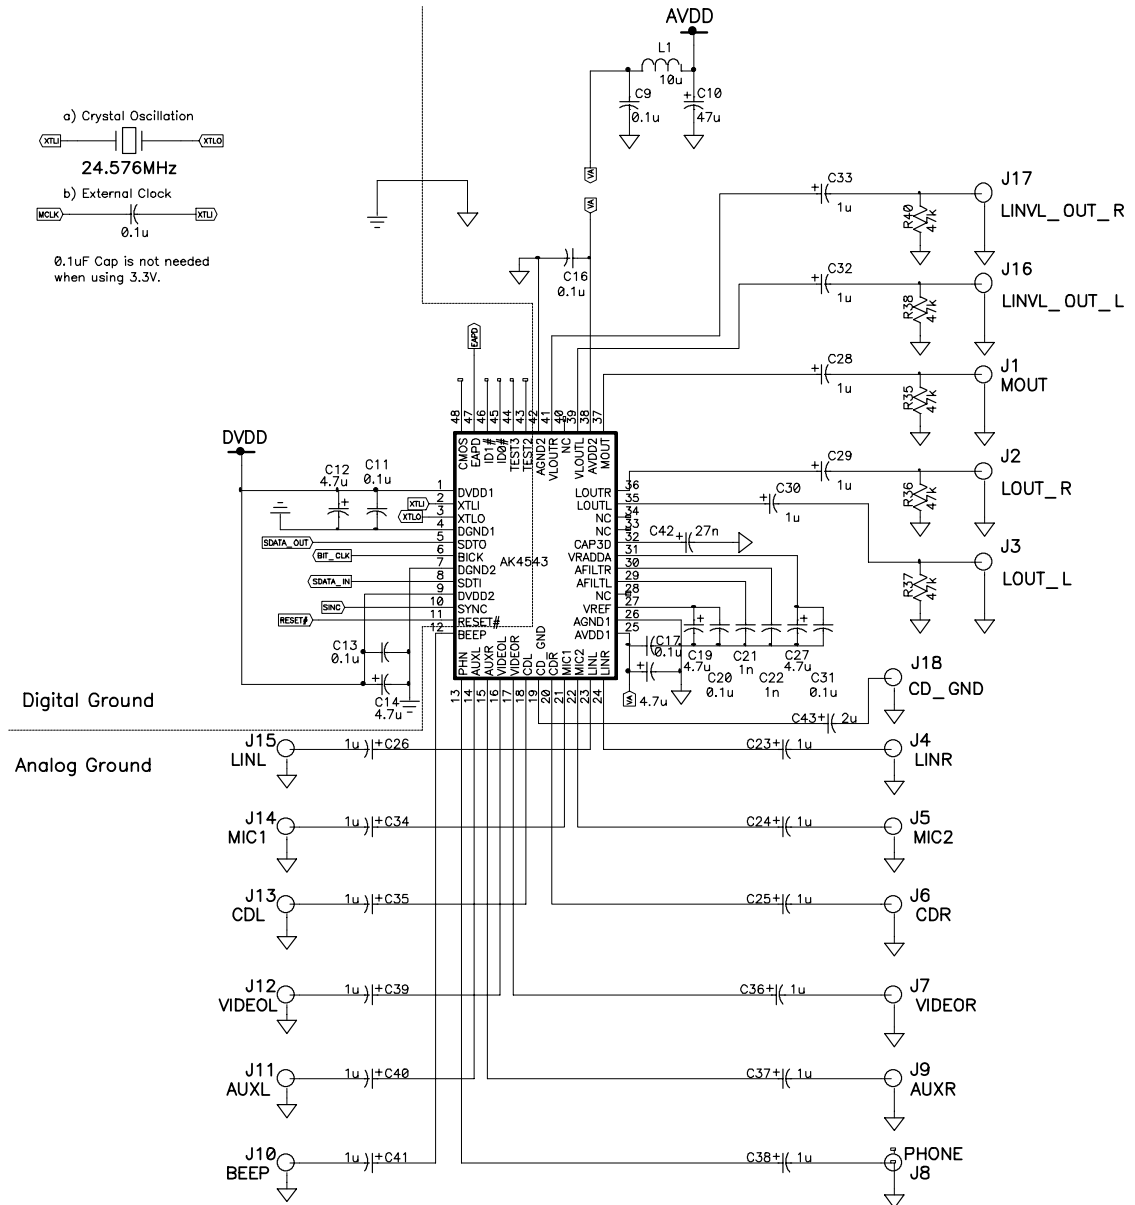 AVDD
L1
10u
C9
0.1u
C10
47u
a) Crystal Oscillation
XTLI
XTLO
24.576MHz
b) External Clock
MCLK
XTLI
0.1u
0.1uF Cap is not needed
when using 3.3V.
VA
VA
C16
0.1u
EAPD
C33
1u
R40
47k
J17
LINVL_OUT_R
C32
1u
R38
47k
J16
LINVL_OUT_L
C28
1u
R35
47k
J1
MOUT
C29
1u
R36
47k
J2
LOUT_R
C30
1u
R37
47k
J3
LOUT_L
48 47 46 45 44 43 42 41 40 39 38 37
CMOS EAPD ID1# ID0# TEST3 TEST2 AGND2 VLOUTR NC VLOUTL AVDD2 MOUT
DVDD
C12
4.7u
C11
0.1u
1 DVDD1
XTLI 2 XTLI
XTLO 3 XTLO
4 DGND1
SDATA_OUT 5 SDTO
BIT_CLK 6 BICK
7 DGND2
SDATA_IN 8 SDTI
9 DVDD2
SINC 10 SYNC
RESET# 11 RESET#
12 BEEP
AK4543
LOUTR 36
LOUTL 35
NC 34
NC 33
CAP3D 32
VRADDA 31
AFILTR 30
AFILTL 29
NC 28
VREF 27
AGND1 26
AVDD1 25
C42
27n
PHN AUXL AUXR VIDEOL VIDEOR CDL CD_GND CDR MIC1 MIC2 LINL LINR
13 14 15 16 17 18 19 20 21 22 23 24
C13
0.1u
C14
4.7u
C17
0.1u
4.7u
VA
C19
4.7u
C20
0.1u
C21
1n
C22
1n
C27
4.7u
C31
0.1u
Digital Ground
Analog Ground
C43
2u
J18
CD_GND
J15
LINL
1u
C26
C23
1u
J4
LINR
J14
MIC1
1u
C34
C24
1u
J5
MIC2
J13
CDL
1u
C35
C25
1u
J6
CDR
J12
VIDEOL
1u
C39
C36
1u
J7
VIDEOR
J11
AUXL
1u
C40
C37
1u
J9
AUXR
J10
BEEP
1u
C41
C38
1u
PHONE
J8